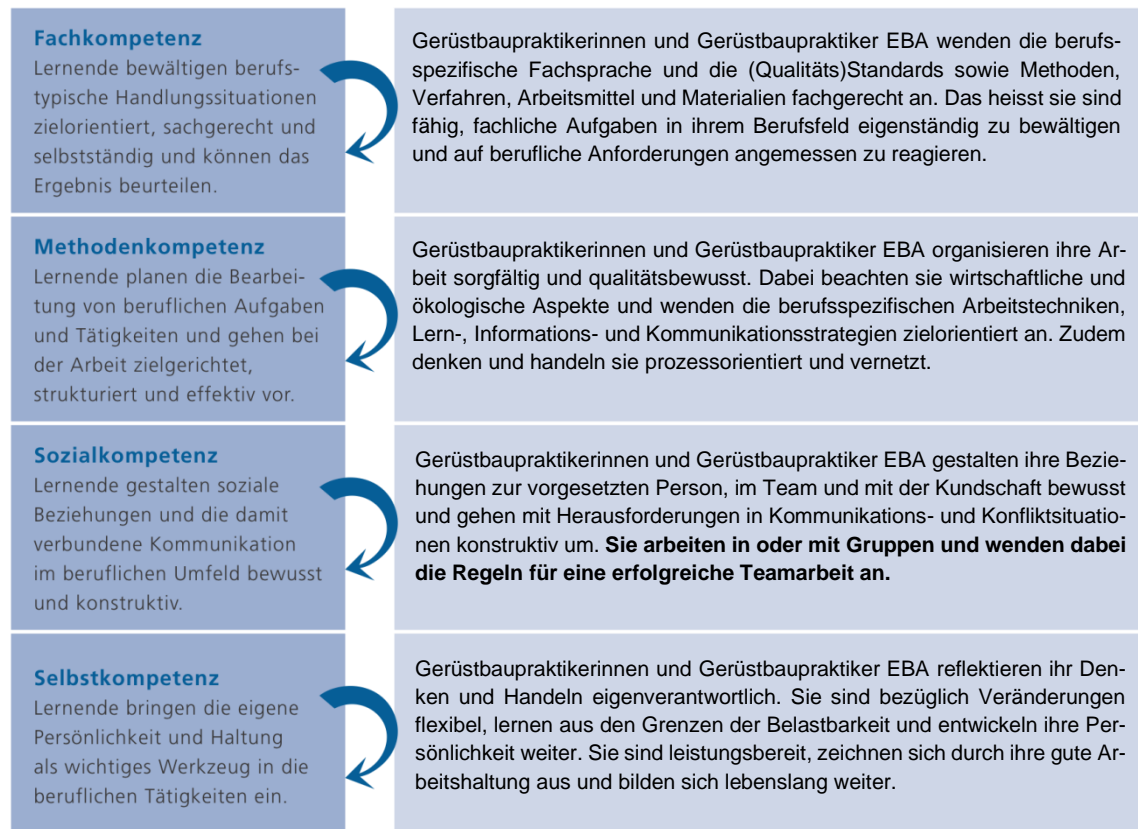 Fachkompetenz
Lernende bewältigen berufs-
typische Handlungssituationen
zielorientiert, sachgerecht und
selbstständig und können das
Ergebnis beurteilen.
Gerüstbaupraktikerinnen und Gerüstbaupraktiker EBA wenden die berufs-
spezifische Fachsprache und die (Qualitäts)Standards sowie Methoden,
Verfahren, Arbeitsmittel und Materialien fachgerecht an. Das heisst sie sind
fähig, fachliche Aufgaben in ihrem Berufsfeld eigenständig zu bewältigen
und auf berufliche Anforderungen angemessen zu reagieren.
Methodenkompetenz
Lernende planen die Bearbei-
tung von beruflichen Aufgaben
und Tätigkeiten und gehen bei
der Arbeit zielgerichtet,
strukturiert und effektiv vor.
Gerüstbaupraktikerinnen und Gerüstbaupraktiker EBA organisieren ihre Ar-
beit sorgfältig und qualitätsbewusst. Dabei beachten sie wirtschaftliche und
ökologische Aspekte und wenden die berufsspezifischen Arbeitstechniken,
Lern-, Informations- und Kommunikationsstrategien zielorientiert an. Zudem
denken und handeln sie prozessorientiert und vernetzt.
Sozialkompetenz
Lernende gestalten soziale
Beziehungen und die damit
verbundene Kommunikation
im beruflichen Umfeld bewusst
und konstruktiv.
Gerüstbaupraktikerinnen und Gerüstbaupraktiker EBA gestalten ihre Bezie-
hungen zur vorgesetzten Person, im Team und mit der Kundschaft bewusst
und gehen mit Herausforderungen in Kommunikations- und Konfliktsituatio-
nen konstruktiv um. Sie arbeiten in oder mit Gruppen und wenden dabei
die Regeln für eine erfolgreiche Teamarbeit an.
Selbstkompetenz
Lernende bringen die eigene
Persönlichkeit und Haltung
als wichtiges Werkzeug in die
beruflichen Tätigkeiten ein.
Gerüstbaupraktikerinnen und Gerüstbaupraktiker EBA reflektieren ihr Den-
ken und Handeln eigenverantwortlich. Sie sind bezüglich Veränderungen
flexibel, lernen aus den Grenzen der Belastbarkeit und entwickeln ihre Per-
sönlichkeit weiter. Sie sind leistungsbereit, zeichnen sich durch ihre gute Ar-
beitshaltung aus und bilden sich lebenslang weiter.